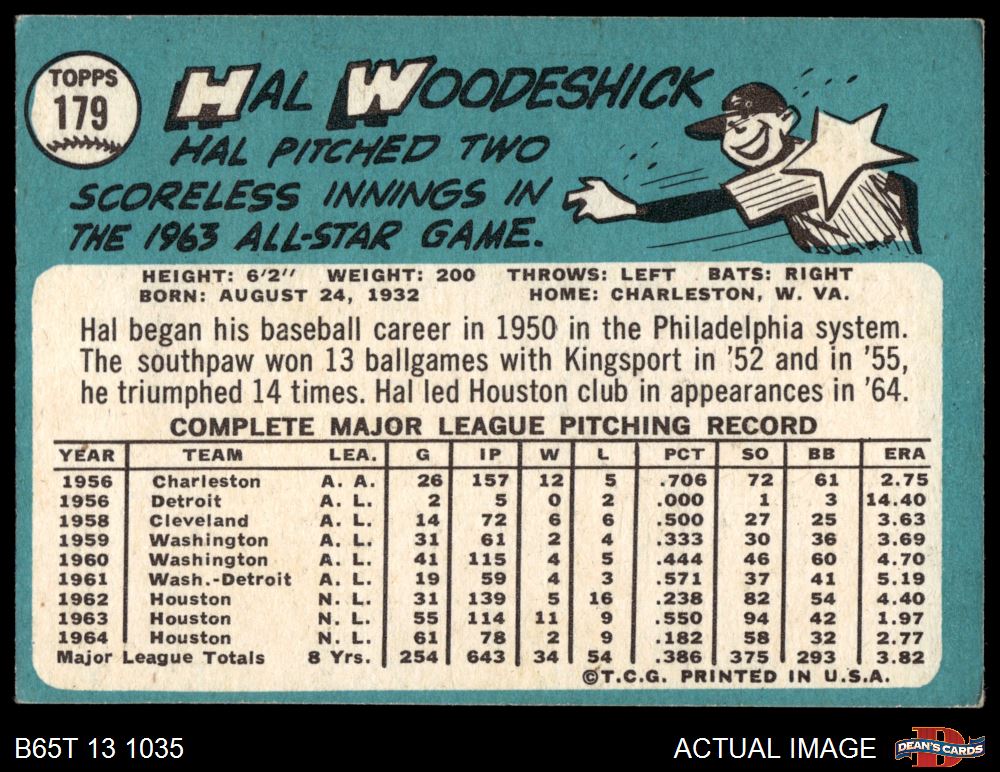 TOPPS
179
HAL WOODESHICK
HAL PITCHED TWO
SCORELESS INNINGS IN
THE 1963 ALL-STAR GAME.
HEIGHT: 6'2" WEIGHT: 200 THROWS: LEFT BATS: RIGHT
BORN: AUGUST 24, 1932 HOME: CHARLESTON, W. VA.
Hal began his baseball career in 1950 in the Philadelphia system.
The southpaw won 13 ballgames with Kingsport in '52 and in '55,
he triumphed 14 times. Hal led Houston club in appearances in '64.
COMPLETE MAJOR LEAGUE PITCHING RECORD
YEAR TEAM LEA. G IP W L PCT SO BB ERA
1956 Charleston A. A. 26 157 12 5 .706 72 61 2.75
1956 Detroit A. L. 2 5 0 2 .000 1 3 14.40
1958 Cleveland A. L. 14 72 6 6 .500 27 25 3.63
1959 Washington A. L. 31 61 2 4 .333 30 36 3.69
1960 Washington A. L. 41 115 4 5 .444 46 60 4.70
1961 Wash.-Detroit A. L. 19 59 4 3 .571 37 41 5.19
1962 Houston N. L. 31 139 5 16 .238 82 54 4.40
1963 Houston N. L. 55 114 11 9 .550 94 42 1.97
1964 Houston N. L. 61 78 2 9 .182 58 32 2.77
Major League Totals 8 Yrs. 254 643 34 54 .386 375 293 3.82
©T.C.G. PRINTED IN U.S.A.
B65T 13 1035 ACTUAL IMAGE DEAN'S CARDS